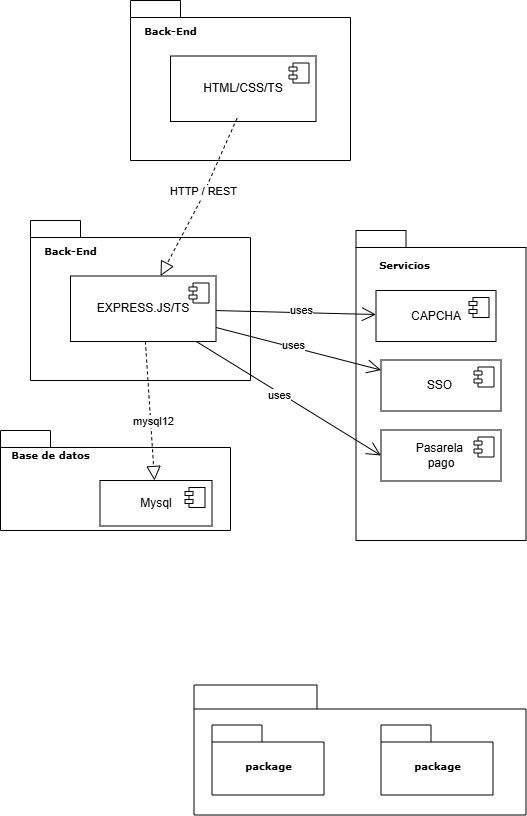 Back-End
HTML/CSS/TS
HTTP / REST
Back-End
EXPRESS.JS/TS
Servicios
uses
CAPCHA
uses
SSO
uses
mysql12
Pasarela
pago
Base de datos
Mysql
package
package